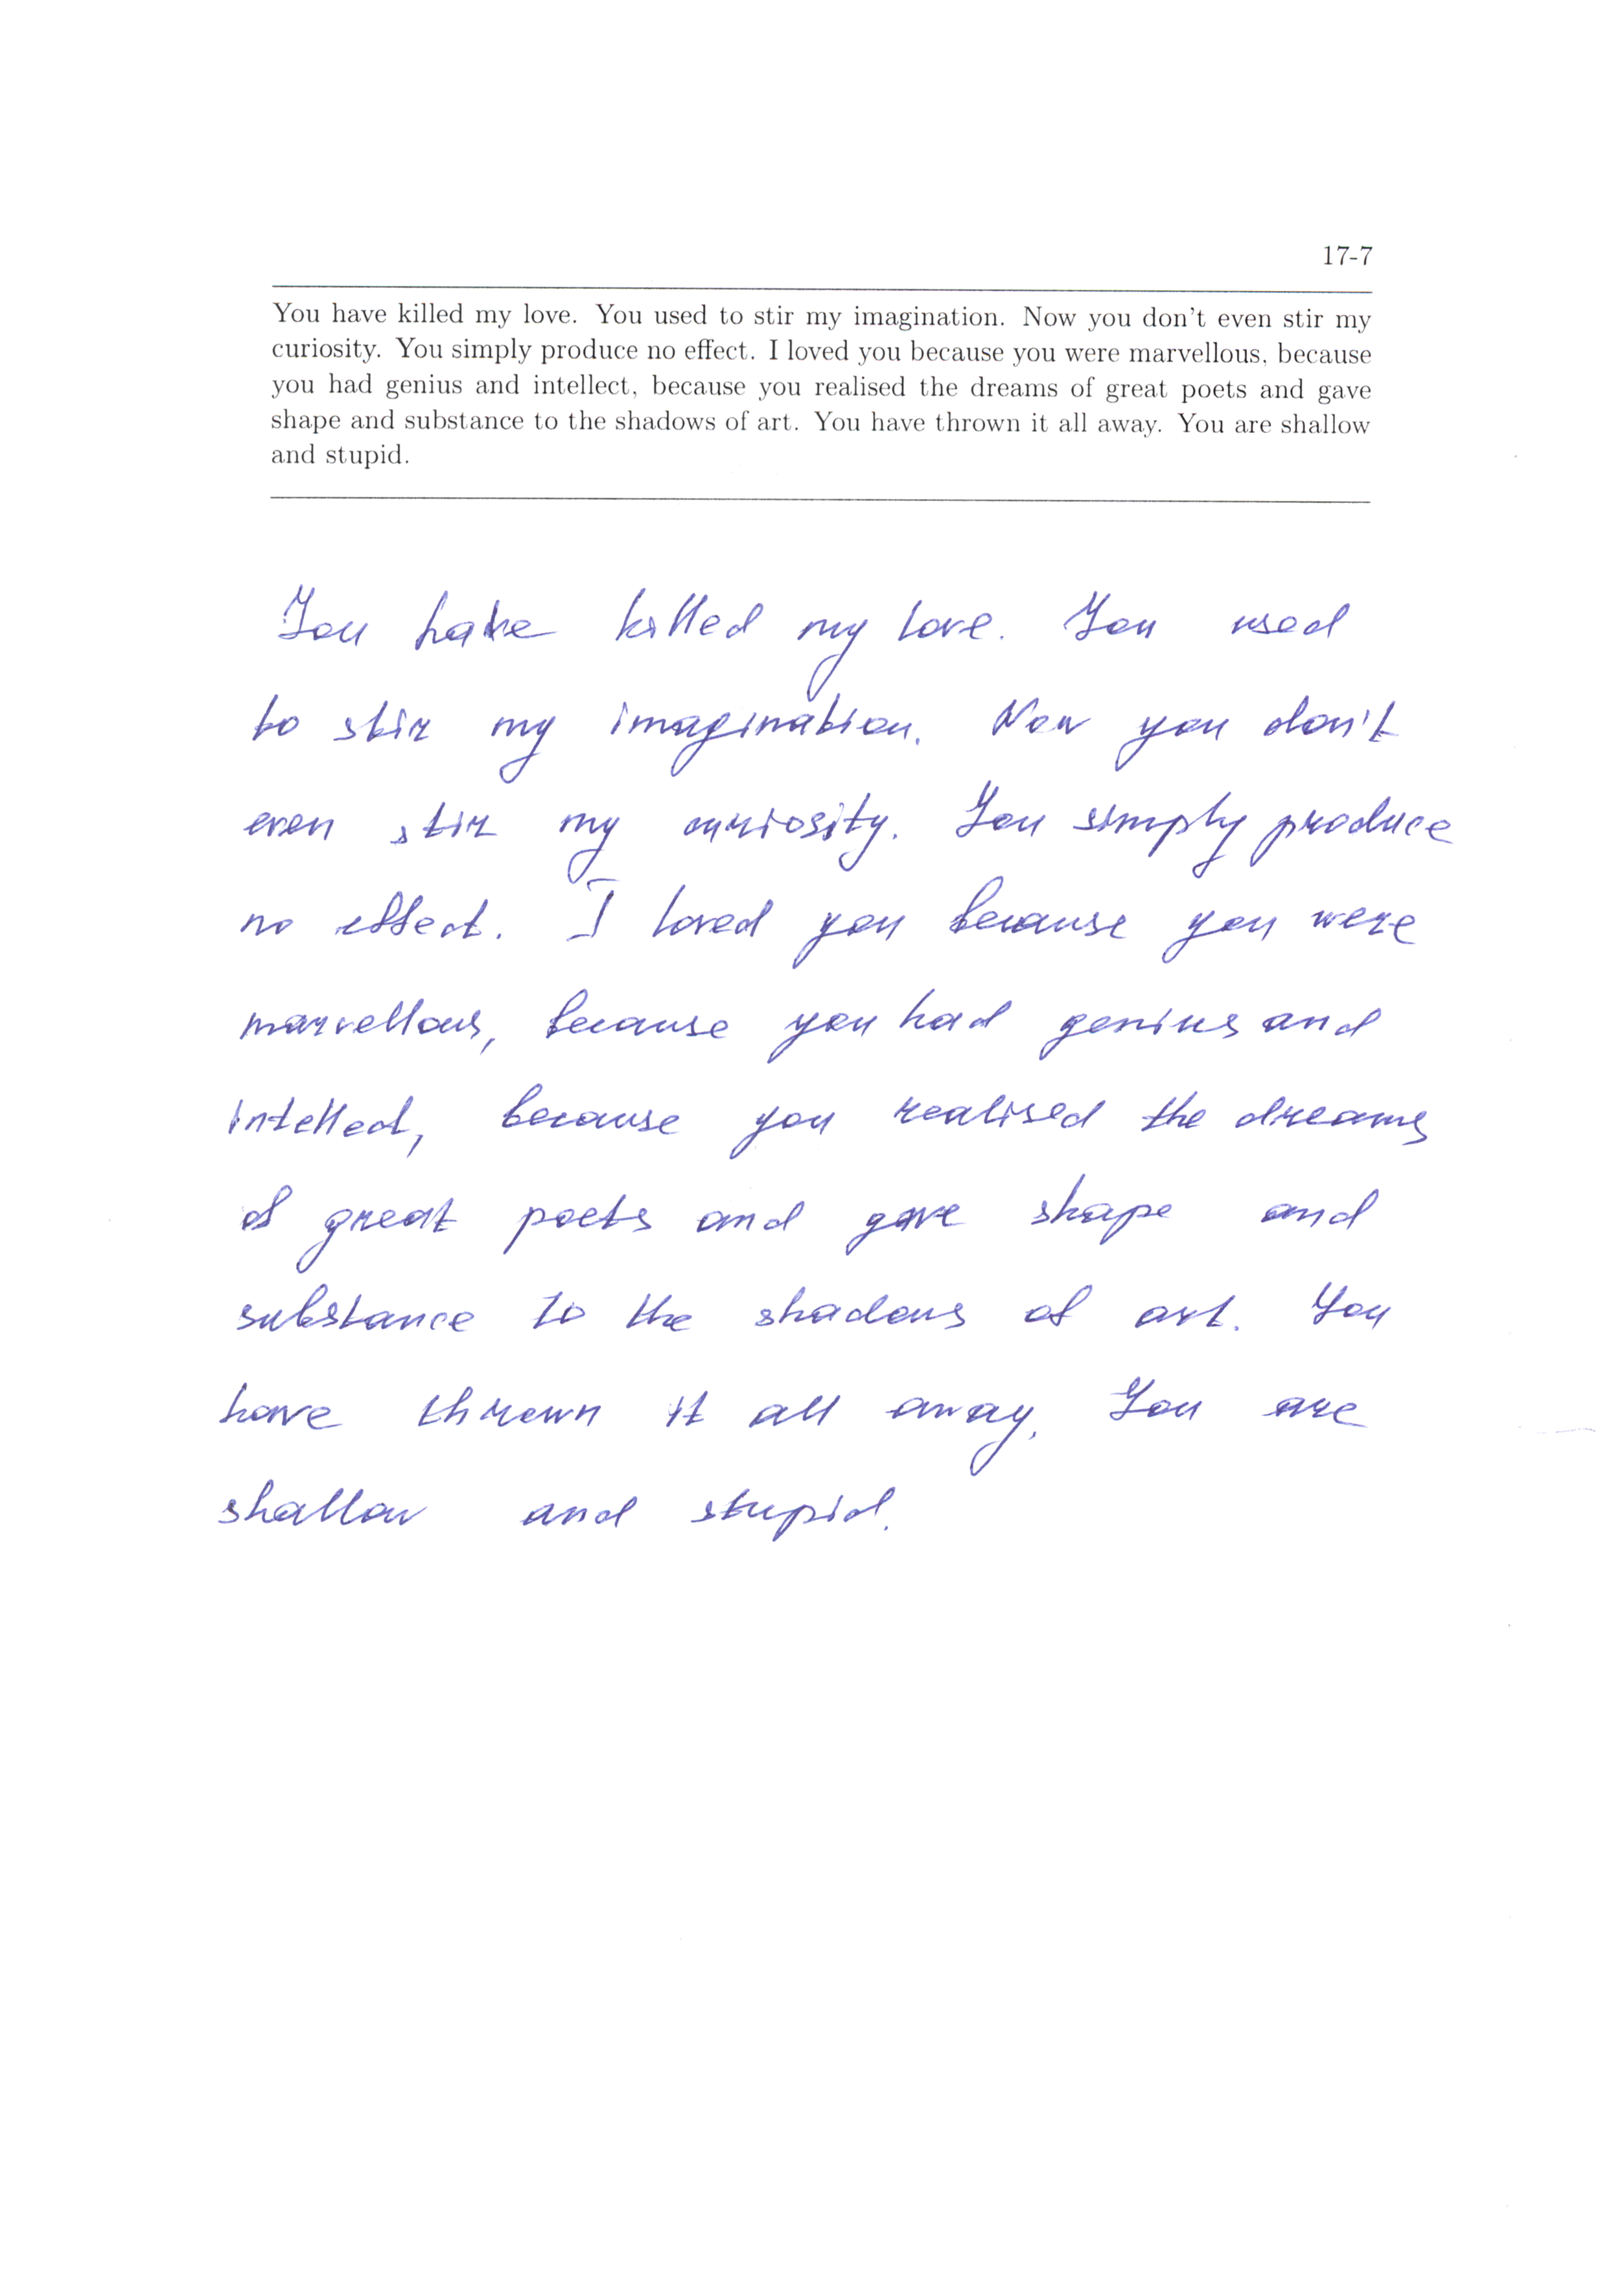 17-7
You have killed my love. You used to stir my imagination. Now you don't even stir my
curiosity. You simply produce no effect. I loved you because you were marvellous, because
you had genius and intellect, because you realised the dreams of great poets and gave
shape and substance to the shadows of art. You have thrown it all away. You are shallow
and stupid.
You have killed my love. You used
to stir my imagination. Now you don't
even stir my curiosity. You simply produce
no effect. I loved you because you were
marvellous, because you had genius and
intellect, because you realised the dreams
of great poets and gave shape and
substance to the shadows of art. You
have thrown it all away. You are
shallow and stupid.